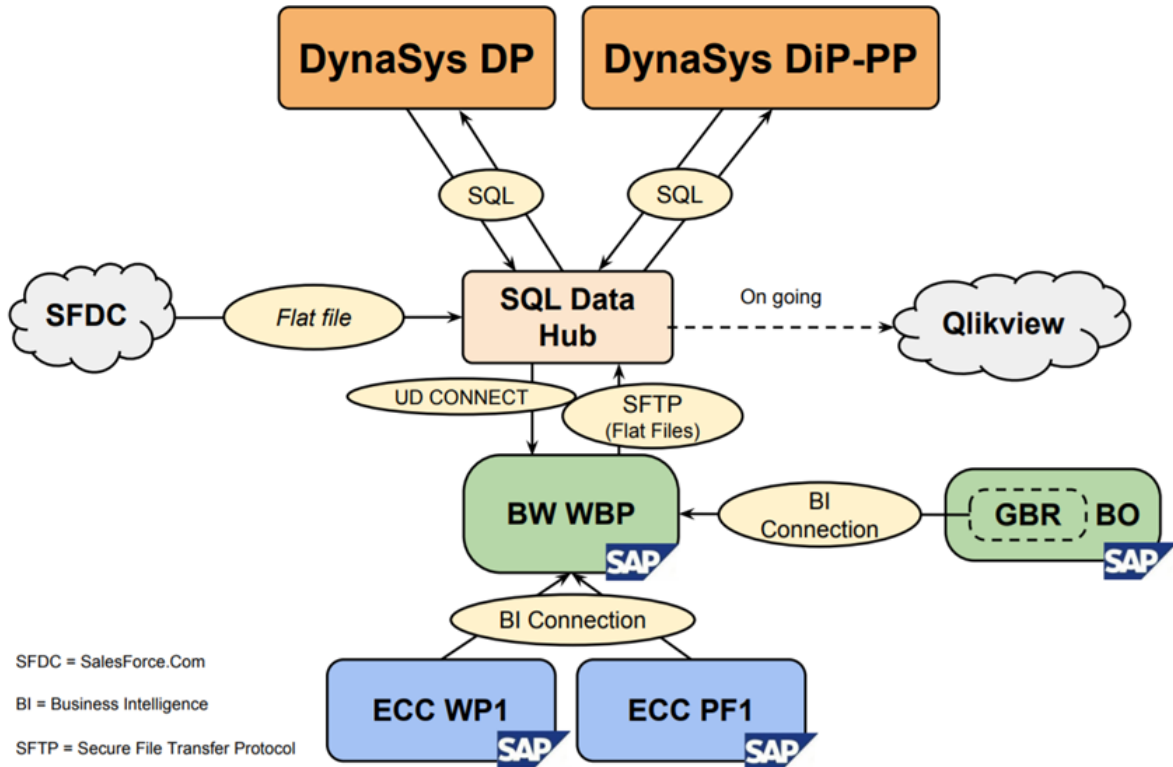 DynaSys DP
DynaSys DiP-PP
SQL
SQL
SFDC
Flat file
SQL Data
Hub
On going
Qlikview
UD CONNECT
SFTP
(Flat Files)
BW WBP
SAP
BI
Connection
GBR
BO
SAP
BI Connection
SFDC = SalesForce.Com
BI = Business Intelligence
SFTP = Secure File Transfer Protocol
ECC WP1
SAP
ECC PF1
SAP